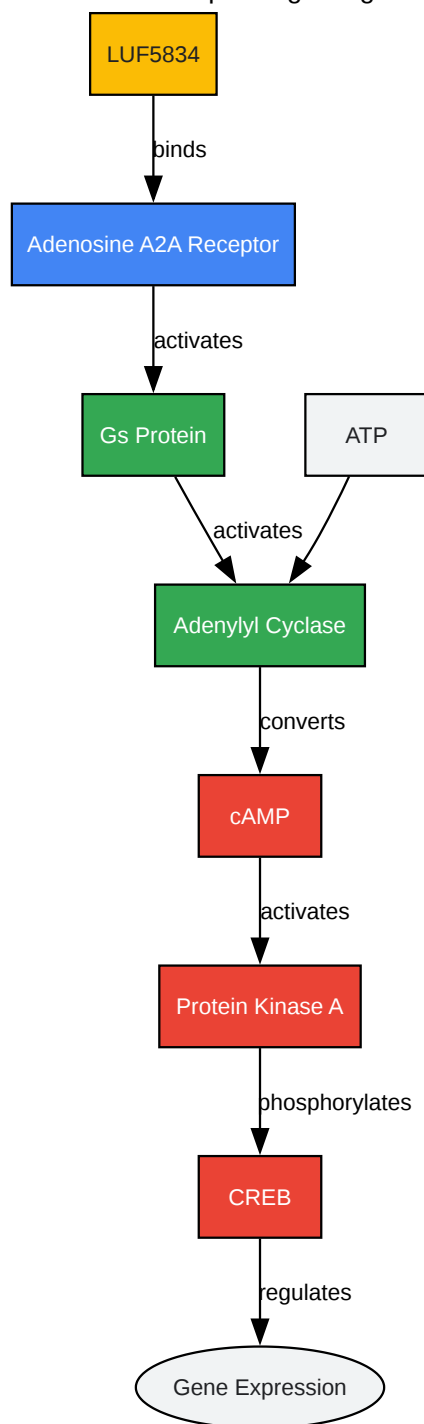 LUF5834
binds
Adenosine A2A Receptor
activates
Gs Protein
ATP
activates
Adenylyl Cyclase
converts
cAMP
activates
Protein Kinase A
phosphorylates
CREB
regulates
Gene Expression